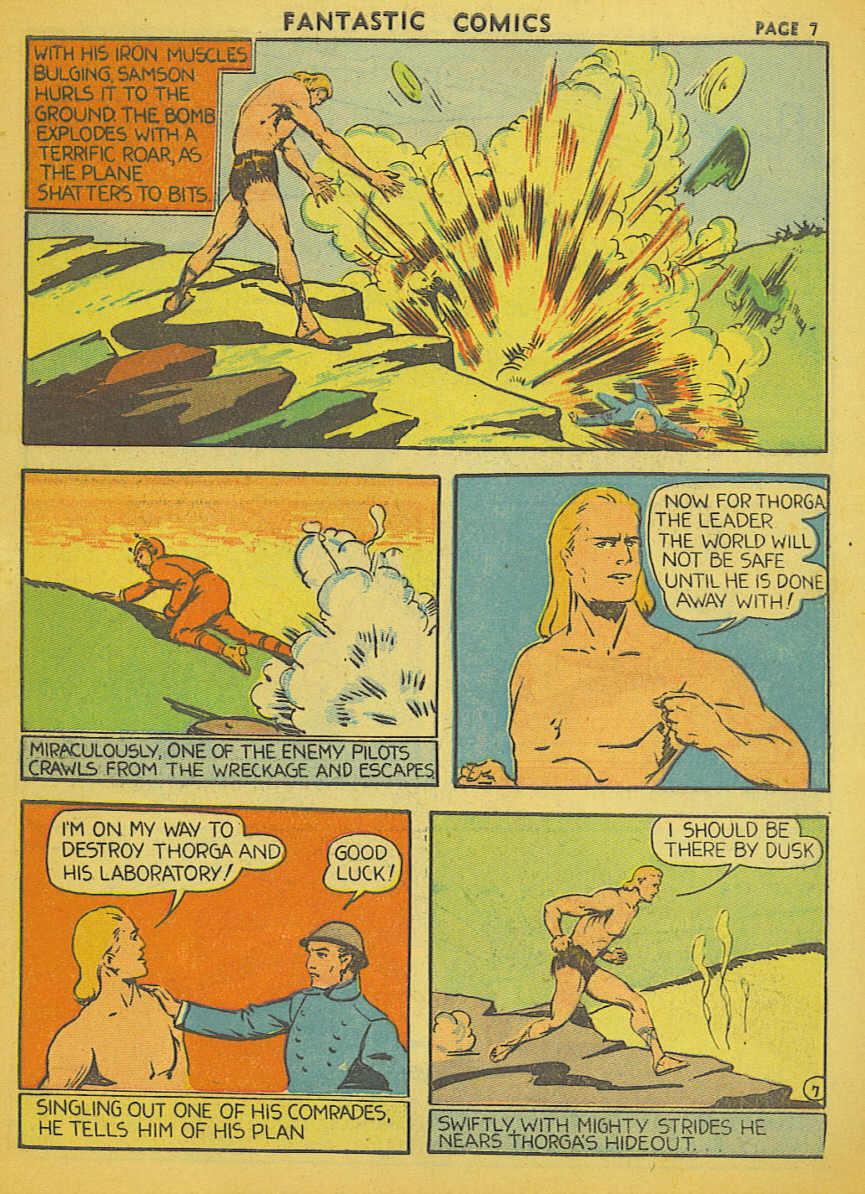 FANTASTIC COMICS
PAGE 7
WITH HIS IRON MUSCLES
BULGING, SAMSON
HURLS IT TO THE
GROUND. THE BOMB
EXPLODES WITH A
TERRIFIC ROAR, AS
THE PLANE
SHATTERS TO BITS.
MIRACULOUSLY, ONE OF THE ENEMY PILOTS
CRAWLS FROM THE WRECKAGE AND ESCAPES
NOW FOR THORGA
THE LEADER
THE WORLD WILL
NOT BE SAFE
UNTIL HE IS DONE
AWAY WITH!
I'M ON MY WAY TO
DESTROY THORGA AND
HIS LABORATORY!
GOOD
LUCK!
SINGLING OUT ONE OF HIS COMRADES,
HE TELLS HIM OF HIS PLAN
I SHOULD BE
THERE BY DUSK
7
SWIFTLY, WITH MIGHTY STRIDES HE
NEARS THORGA'S HIDEOUT...